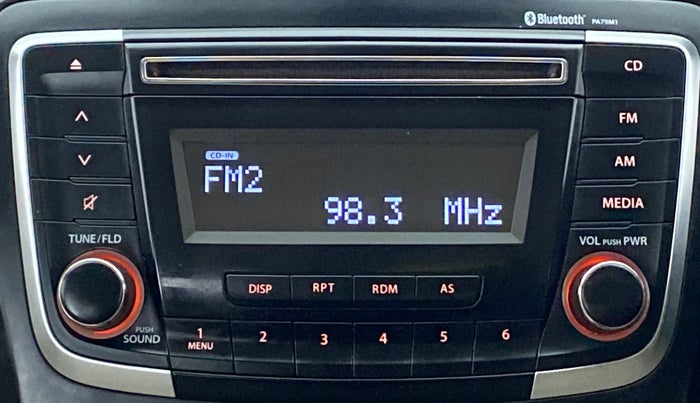 Bluetooth® PA79M1
CD
FM
AM
MEDIA
CD-IN
FM2
98.3 MHz
TUNE/FLD
VOL PUSH PWR
DISP RPT RDM AS
PUSH
SOUND
1 2 3 4 5 6
MENU